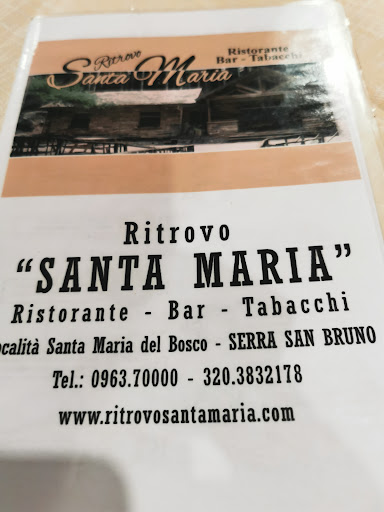 Ritrovo
Santa Maria
Ristorante
Bar - Tabacchi
Ritrovo
"SANTA MARIA"
Ristorante - Bar - Tabacchi
ocalità Santa Maria del Bosco - SERRA SAN BRUNO
Tel.: 0963.70000 - 320.3832178
www.ritrovosantamaria.com